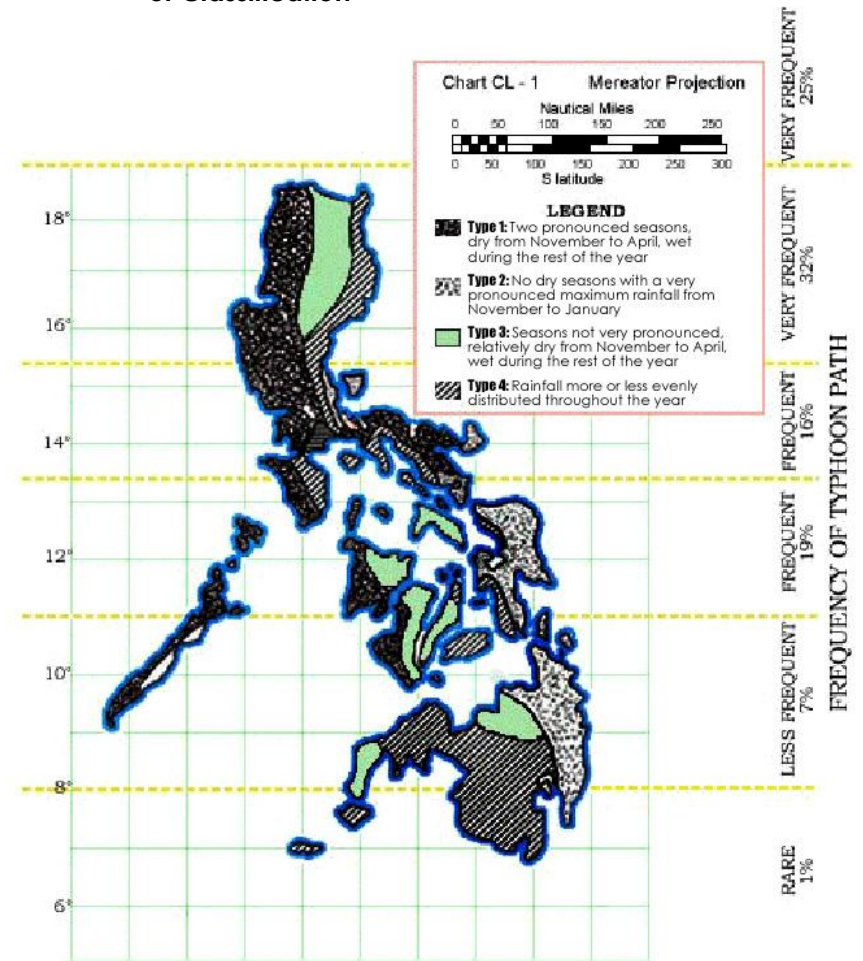 of Classification
Chart CL - 1 Mereator Projection
Nautical Miles
0 50 100 150 200 250
0 50 100 150 200 250 300
S latitude
LEGEND
Type 1: Two pronounced seasons,
dry from November to April, wet
during the rest of the year
Type 2: No dry seasons with a very
pronounced maximum rainfall from
November to January
Type 3: Seasons not very pronounced,
relatively dry from November to April,
wet during the rest of the year
Type 4: Rainfall more or less evenly
distributed throughout the year
18°
16°
14°
12°
10°
8°
6°
VERY FREQUENT
25%
VERY FREQUENT
32%
FREQUENT
16%
FREQUENT
19%
LESS FREQUENT
7%
RARE
1%
FREQUENCY OF TYPHOON PATH